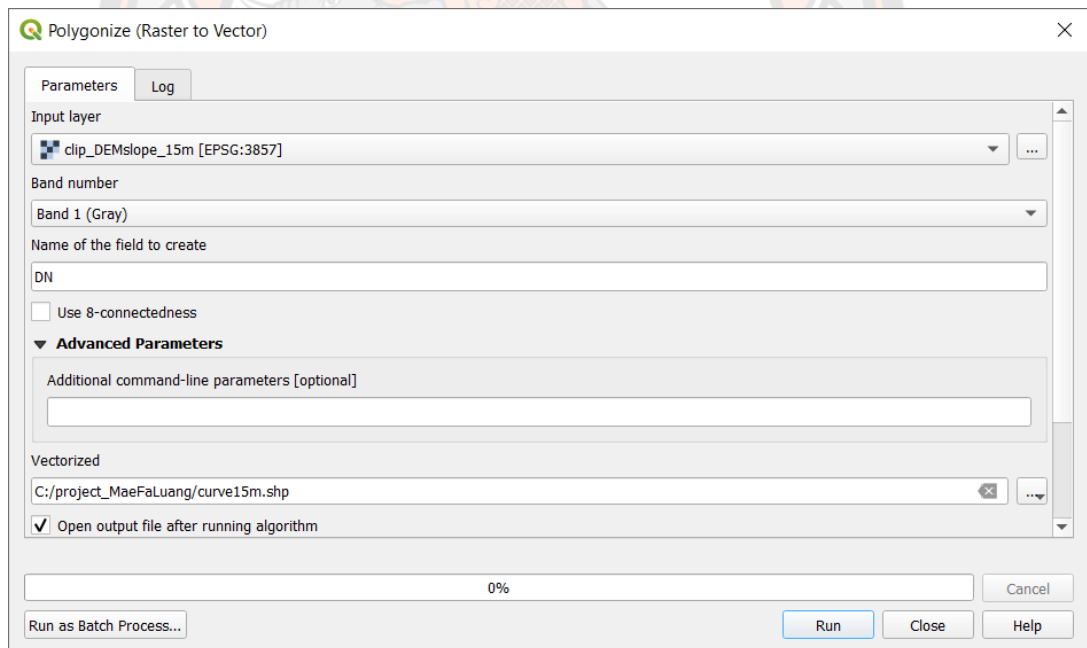 Polygonize (Raster to Vector)
Parameters
Log
Input layer
clip_DEMslope_15m [EPSG:3857]
...
Band number
Band 1 (Gray)
Name of the field to create
DN
Use 8-connectedness
Advanced Parameters
Additional command-line parameters [optional]
Vectorized
C:/project_MaeFaLuang/curve15m.shp
...
Open output file after running algorithm
0%
Cancel
Run as Batch Process...
Run
Close
Help